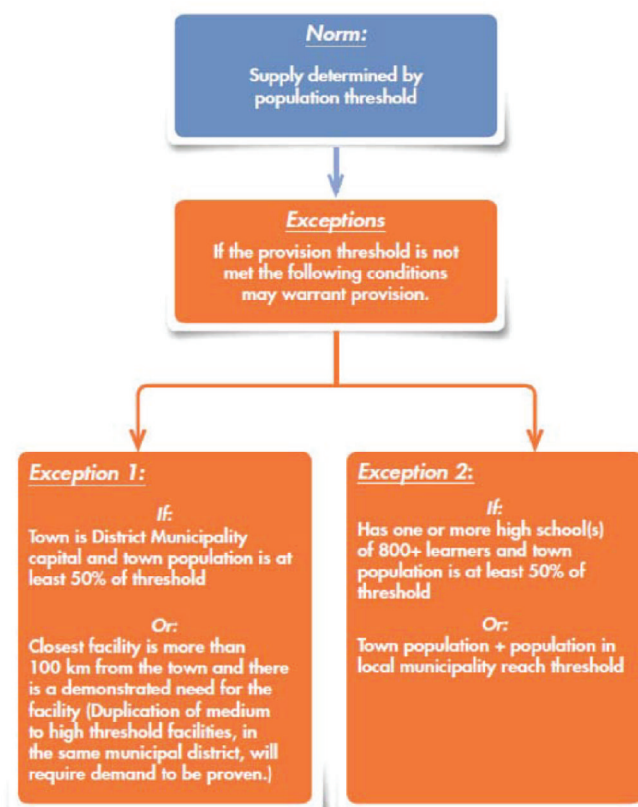 Norm:
Supply determined by
population threshold
Exceptions
If the provision threshold is not
met the following conditions
may warrant provision.
Exception 1:
If:
Town is District Municipality
capital and town population is at
least 50% of threshold
Or:
Closest facility is more than
100 km from the town and there
is a demonstrated need for the
facility (Duplication of medium
to high threshold facilities, in
the same municipal district, will
require demand to be proven.)
Exception 2:
If:
Has one or more high school(s)
of 800+ learners and town
population is at least 50% of
threshold
Or:
Town population + population in
local municipality reach threshold